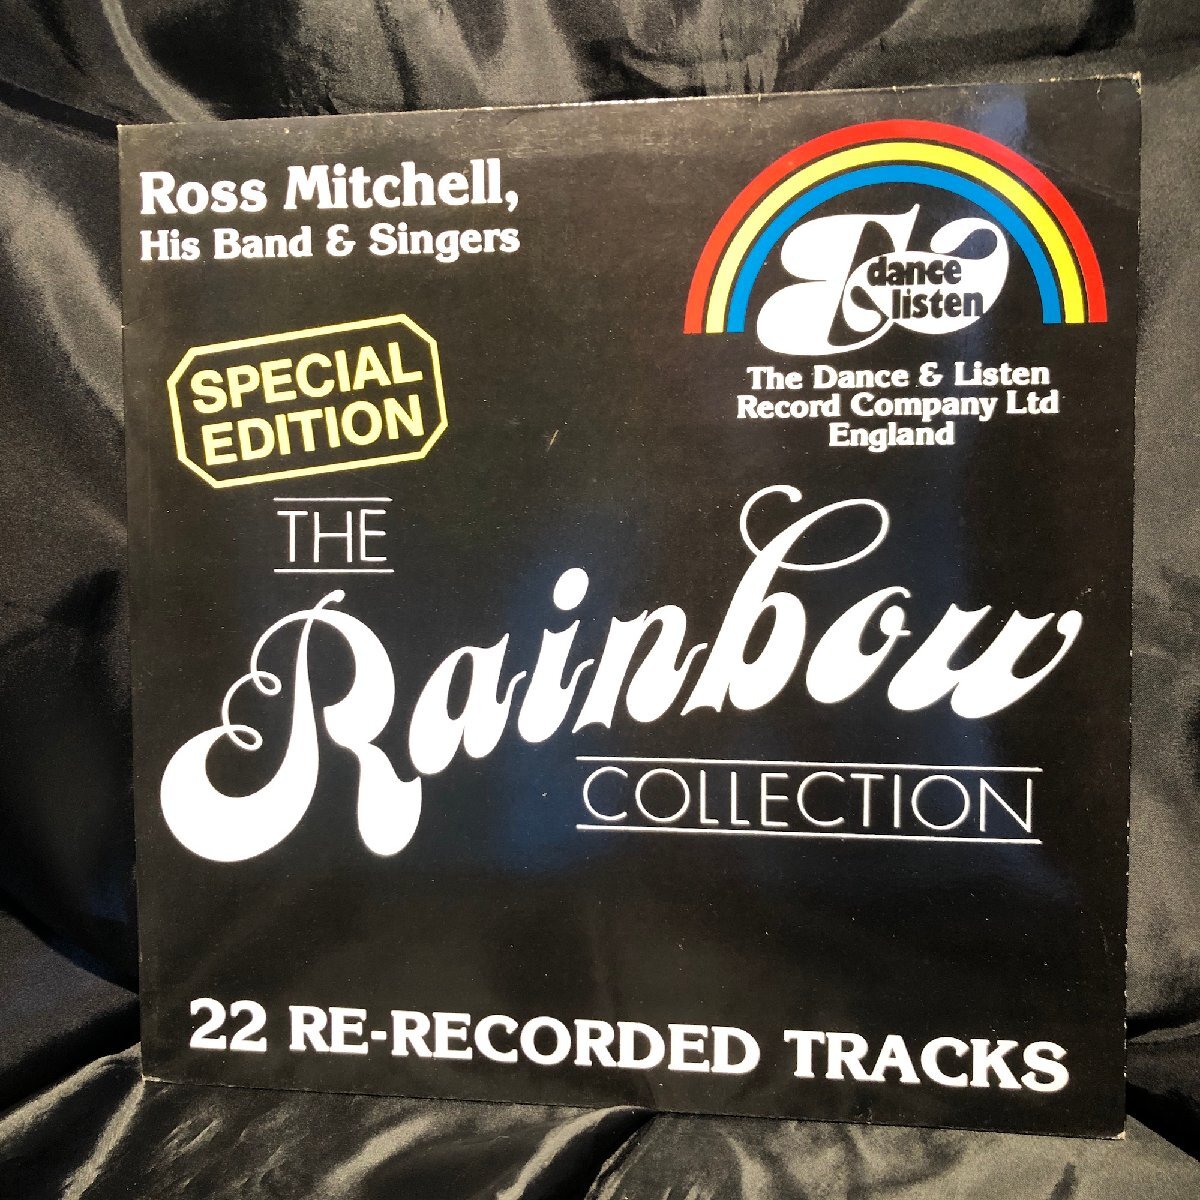 Ross Mitchell,
His Band & Singers
dance
& listen
The Dance & Listen
Record Company Ltd
England
SPECIAL
EDITION
THE
Rainbow
COLLECTION
22 RE-RECORDED TRACKS